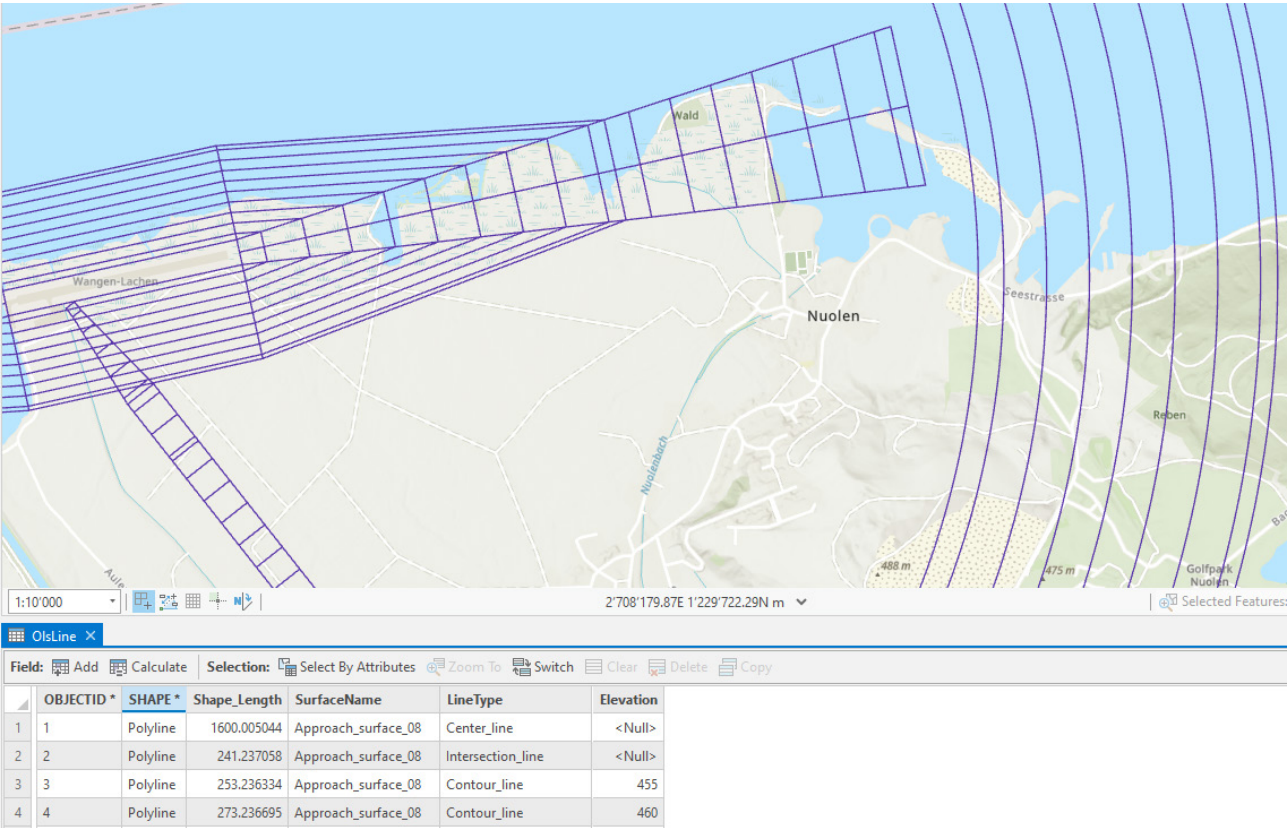 Wald
Wangen-Lachen
Seestrasse
Nuolen
Reben
Nuolenbach
488 m
475 m
Golfpark
Nuolen
1:10'000
2'708'179.87E 1'229'722.29N m
Selected Features:
OlsLine
Field: Add Calculate Selection: Select By Attributes Zoom To Switch Clear Delete Copy
OBJECTID * SHAPE * Shape_Length SurfaceName LineType Elevation
1 1 Polyline 1600.005044 Approach_surface_08 Center_line <Null>
2 2 Polyline 241.237058 Approach_surface_08 Intersection_line <Null>
3 3 Polyline 253.236334 Approach_surface_08 Contour_line 455
4 4 Polyline 273.236695 Approach_surface_08 Contour_line 460